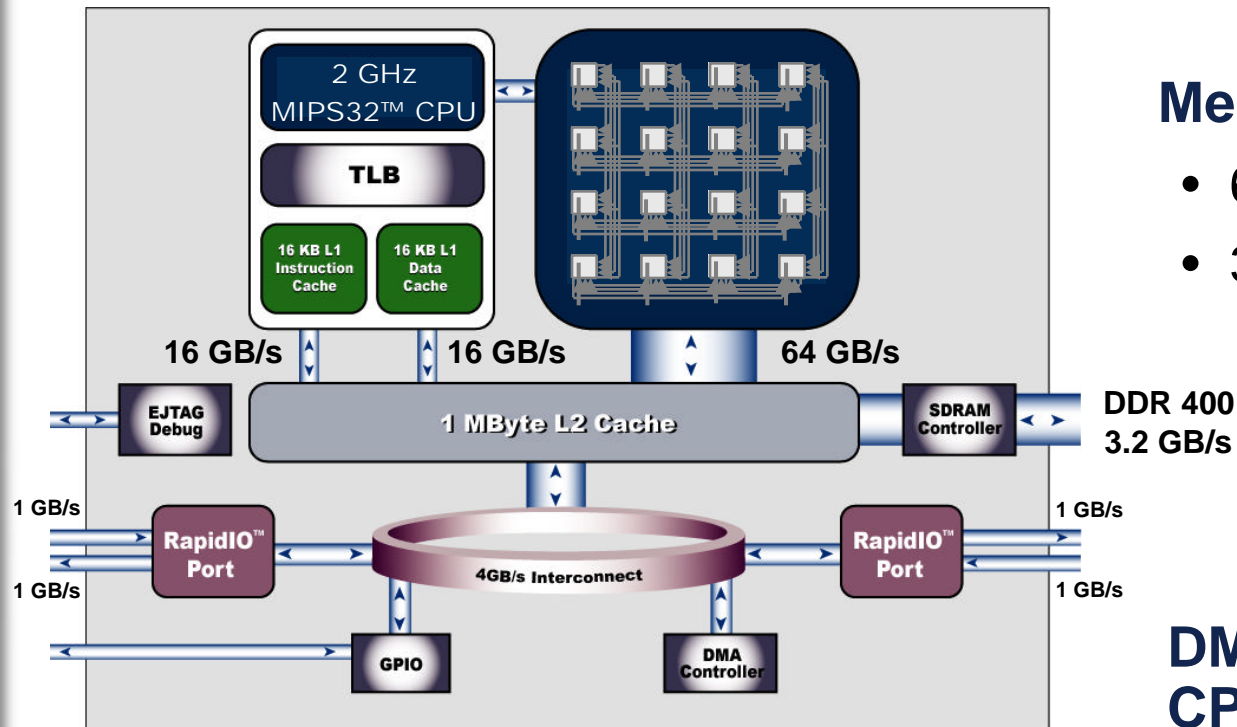 2 GHz
MIPS32™ CPU
TLB
16 KB L1
Instruction
Cache
16 KB L1
Data
Cache
16 GB/s
16 GB/s
64 GB/s
EJTAG
Debug
1 MByte L2 Cache
SDRAM
Controller
DDR 400
3.2 GB/s
1 GB/s
1 GB/s
RapidIO™
Port
4GB/s Interconnect
RapidIO™
Port
1 GB/s
1 GB/s
GPIO
DMA
Controller
Me
• 
• 3
DM
CP